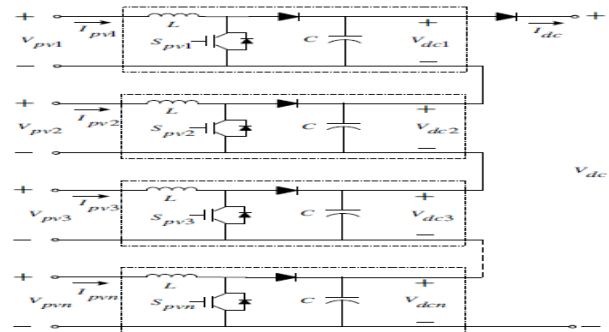 + I_pv1 L + I_dc +
V_pv1 S_pv1 C V_dc1
− −
+ I_pv2 L +
V_pv2 S_pv2 C V_dc2
− −
V_dc
+ I_pv3 L +
V_pv3 S_pv3 C V_dc3
− −
+ I_pvn L +
V_pvn S_pvn C V_dcn
− − −